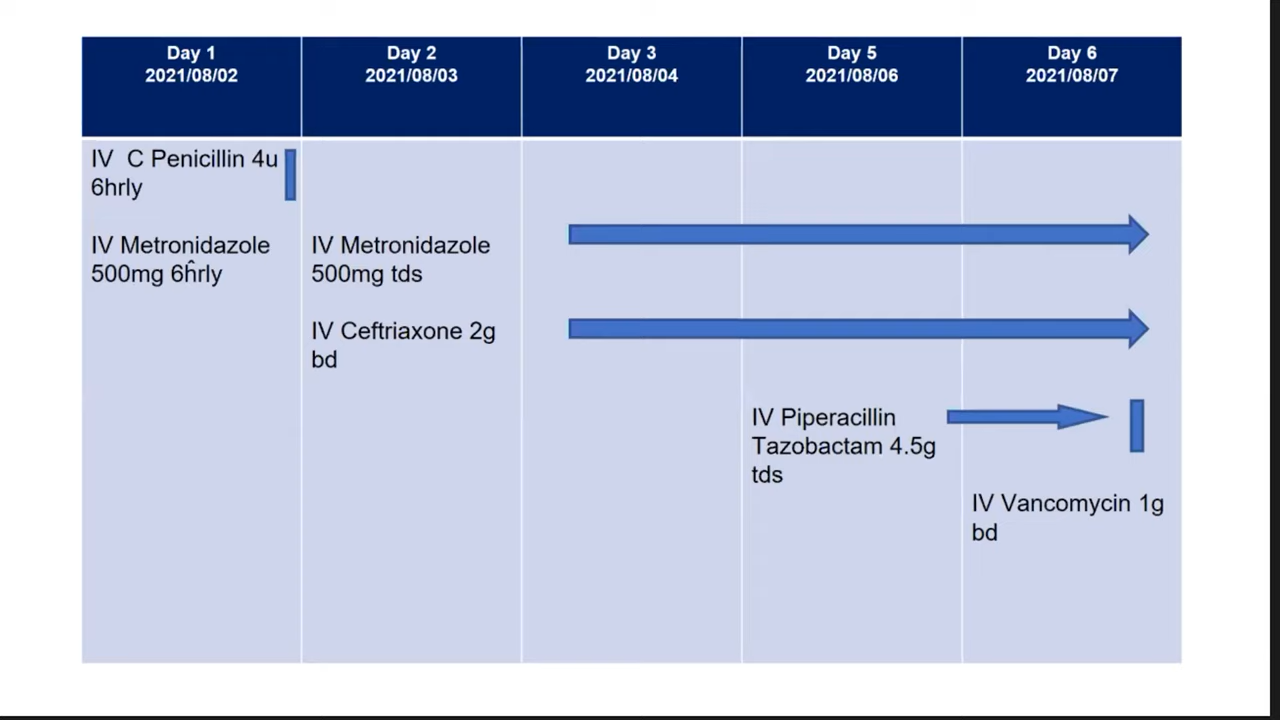 Day 1
2021/08/02
Day 2
2021/08/03
Day 3
2021/08/04
Day 5
2021/08/06
Day 6
2021/08/07
IV  C Penicillin 4u
6hrly
IV Metronidazole
500mg 6hrly
IV Metronidazole
500mg tds
IV Ceftriaxone 2g
bd
IV Piperacillin
Tazobactam 4.5g
tds
IV Vancomycin 1g
bd